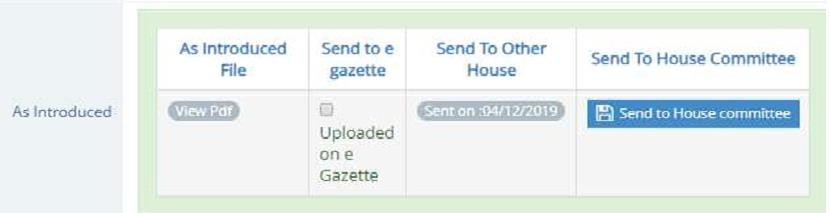 As Introduced
File
Send to e
gazette
Send To Other
House
Send To House Committee
As Introduced
View Pdf
Uploaded
on e
Gazette
Sent on :04/12/2019
Send to House committee